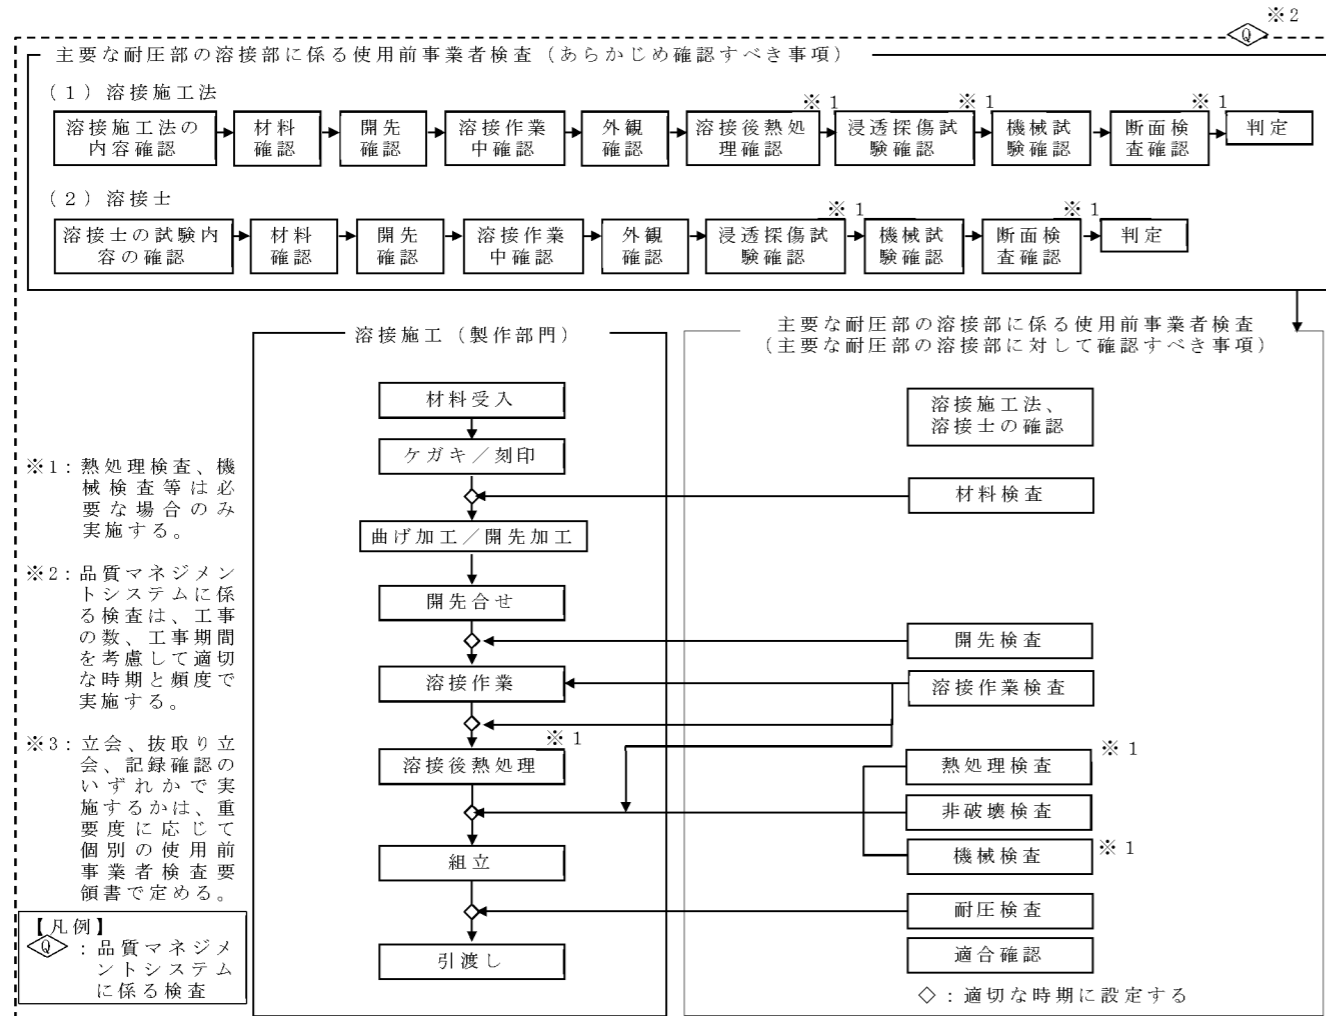 ※2
Q
主要な耐圧部の溶接部に係る使用前事業者検査（あらかじめ確認すべき事項）
（1）溶接施工法
※1
※1
※1
溶接施工法の
内容確認
材料
確認
開先
確認
溶接作業
中確認
外観
確認
溶接後熱処
理確認
浸透探傷試
験確認
機械試
験確認
断面検
査確認
判定
（2）溶接士
※1
※1
溶接士の試験内
容の確認
材料
確認
開先
確認
溶接作業
中確認
外観
確認
浸透探傷試
験確認
機械試
験確認
断面検
査確認
判定
溶接施工（製作部門）
材料受入
ケガキ／刻印
曲げ加工／開先加工
開先合せ
溶接作業
※1
溶接後熱処理
組立
引渡し
主要な耐圧部の溶接部に係る使用前事業者検査
（主要な耐圧部の溶接部に対して確認すべき事項）
溶接施工法、
溶接士の確認
材料検査
開先検査
溶接作業検査
※1
熱処理検査
非破壊検査
機械検査
※1
耐圧検査
適合確認
◇：適切な時期に設定する
※1：熱処理検査、機
械検査等は必
要な場合のみ
実施する。
※2：品質マネジメン
トシステムに係
る検査は、工事
の数、工事期間
を考慮して適切
な時期と頻度で
実施する。
※3：立会、抜取り立
会、記録確認の
いずれかで実
施するかは、重
要度に応じて
個別の使用前
事業者検査要
領書で定める。
【凡例】
Q：品質マネジメ
ントシステム
に係る検査